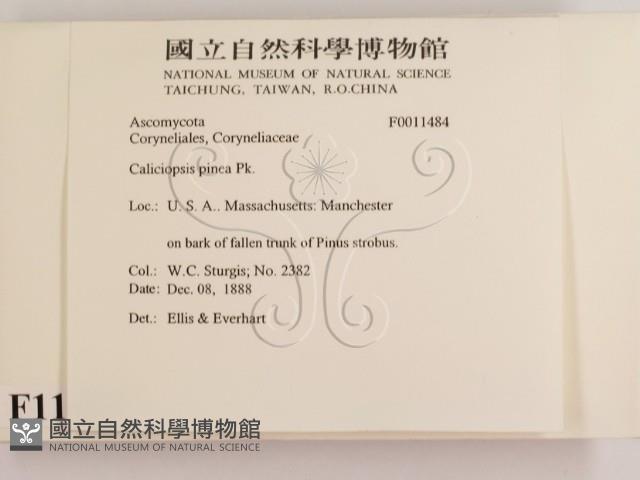 國立自然科學博物館
NATIONAL MUSEUM OF NATURAL SCIENCE
TAICHUNG, TAIWAN, R.O.CHINA
Ascomycota F0011484
Coryneliales, Coryneliaceae
Caliciopsis pinea Pk.
Loc.: U. S. A.. Massachusetts: Manchester
on bark of fallen trunk of Pinus strobus.
Col.: W.C. Sturgis; No. 2382
Date: Dec. 08, 1888
Det.: Ellis & Everhart
F11
國立自然科學博物館
NATIONAL MUSEUM OF NATURAL SCIENCE